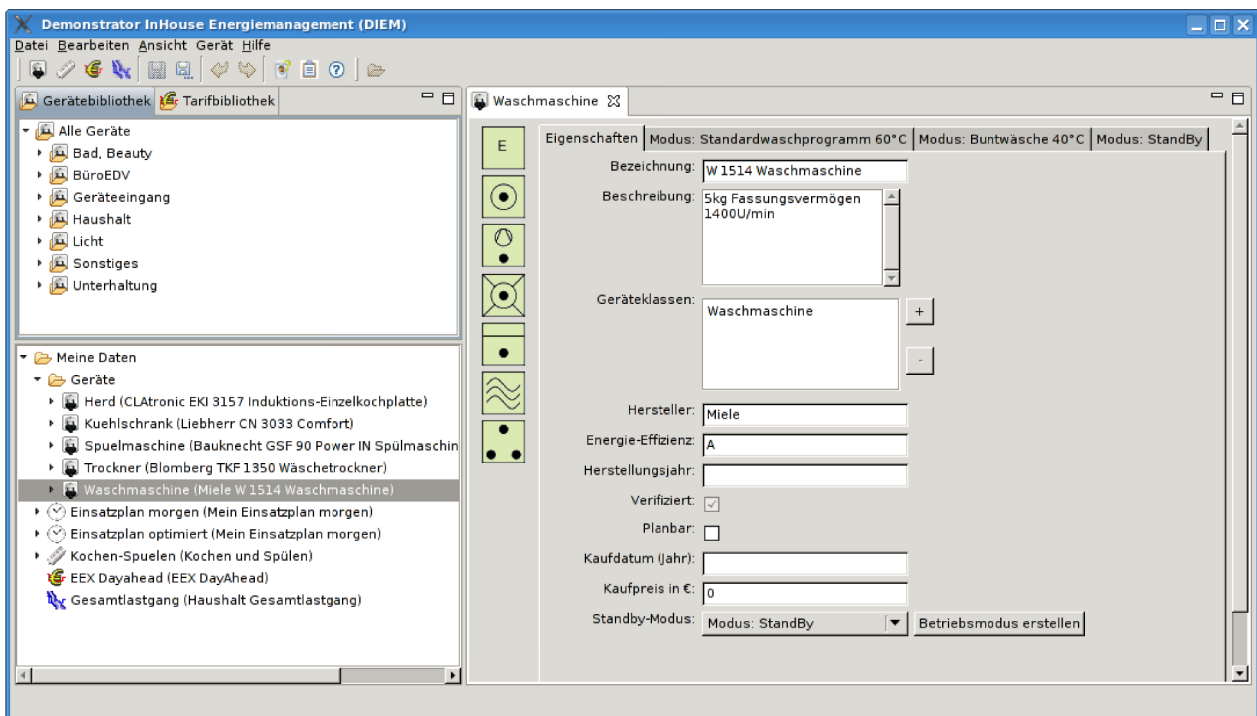 Demonstrator InHouse Energiemanagement (DIEM)
Datei Bearbeiten Ansicht Gerät Hilfe
Gerätebibliothek Tarifbibliothek
Alle Geräte
Bad, Beauty
BüroEDV
Geräteeingang
Haushalt
Licht
Sonstiges
Unterhaltung
Meine Daten
Geräte
Herd (CLAtronic EKI 3157 Induktions-Einzelkochplatte)
Kuehlschrank (Liebherr CN 3033 Comfort)
Spuelmaschine (Bauknecht GSF 90 Power IN Spülmaschin
Trockner (Blomberg TKF 1350 Wäschetrockner)
Waschmaschine (Miele W 1514 Waschmaschine)
Einsatzplan morgen (Mein Einsatzplan morgen)
Einsatzplan optimiert (Mein Einsatzplan morgen)
Kochen-Spuelen (Kochen und Spülen)
EEX Dayahead (EEX DayAhead)
Gesamtlastgang (Haushalt Gesamtlastgang)
Waschmaschine
E
Eigenschaften Modus: Standardwaschprogramm 60°C Modus: Buntwäsche 40°C Modus: StandBy
Bezeichnung: W 1514 Waschmaschine
Beschreibung: 5kg Fassungsvermögen
1400U/min
Geräteklassen: Waschmaschine
+
-
Hersteller: Miele
Energie-Effizienz: A
Herstellungsjahr:
Verifiziert:
Planbar:
Kaufdatum (Jahr):
Kaufpreis in €: 0
Standby-Modus: Modus: StandBy Betriebsmodus erstellen